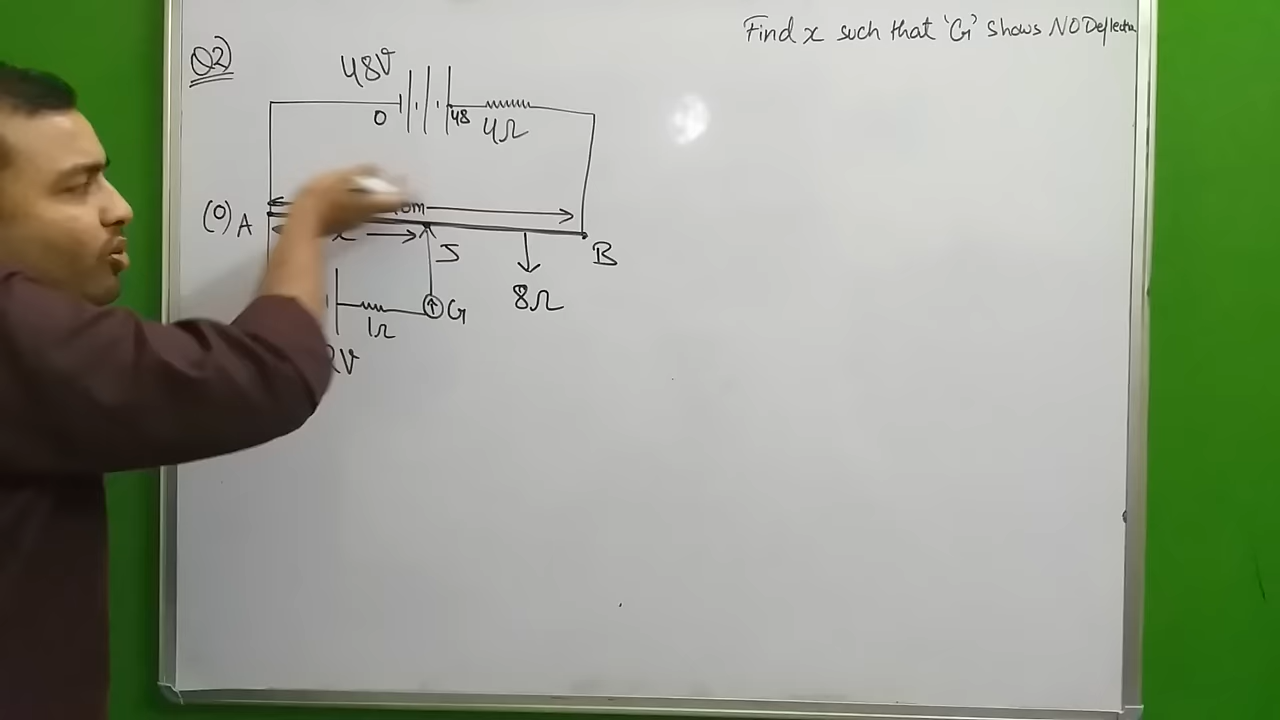 Find x such that 'G' shows NO Deflectn
Q2)
48V
0
48
4Ω
(0) A
x
J
B
8Ω
G
1Ω
V